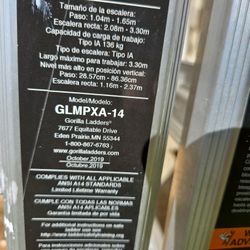 Tamaño de la escalera:
Paso: 1.04m - 1.65m
Escalera recta: 2.08m - 3.30m
Capacidad de carga de trabajo:
Tipo IA 136 kg
Tipo de escalera: Tipo IA
Largo máximo para trabajar: 3.30m
Nivel más alto en posición vertical:
Paso: 28.57cm - 86.36cm
Escalera recta: 1.16m - 2.37m
Model/Modelo:
GLMPXA-14
Gorilla Ladders®
7677 Equitable Drive
Eden Prairie, MN 55344
1-800-867-6763
www.gorillaladders.com
October 2019
Octubre 2019
COMPLIES WITH ALL APPLICABLE
ANSI A14 STANDARDS
Limited Lifetime Warranty
CUMPLE CON TODAS LAS NORMAS
ANSI A14 APLICABLES
Garantía limitada de por vida
For additional instructions on safe
ladder use see